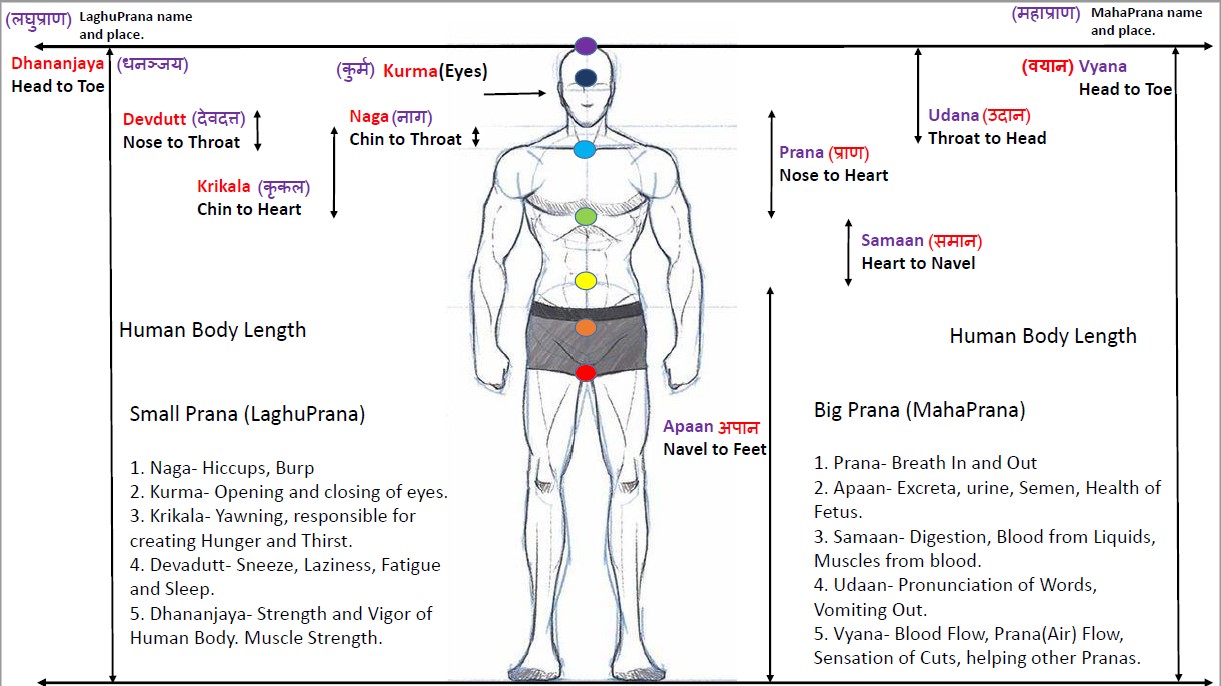 (लघुप्राण) LaghuPrana name
and place.
(महाप्राण) MahaPrana name
and place.
Dhananjaya (धनञ्जय)
Head to Toe
(कुर्म) Kurma(Eyes)
(वयान) Vyana
Head to Toe
Devdutt (देवदत्त)
Nose to Throat
Naga (नाग)
Chin to Throat
Udana (उदान)
Throat to Head
Prana (प्राण)
Nose to Heart
Krikala (कृकल)
Chin to Heart
Samaan (समान)
Heart to Navel
Human Body Length
Human Body Length
Apaan अपान
Navel to Feet
Small Prana (LaghuPrana)
1. Naga- Hiccups, Burp
2. Kurma- Opening and closing of eyes.
3. Krikala- Yawning, responsible for
creating Hunger and Thirst.
4. Devadutt- Sneeze, Laziness, Fatigue
and Sleep.
5. Dhananjaya- Strength and Vigor of
Human Body. Muscle Strength.
Big Prana (MahaPrana)
1. Prana- Breath In and Out
2. Apaan- Excreta, urine, Semen, Health of
Fetus.
3. Samaan- Digestion, Blood from Liquids,
Muscles from blood.
4. Udaan- Pronunciation of Words,
Vomiting Out.
5. Vyana- Blood Flow, Prana(Air) Flow,
Sensation of Cuts, helping other Pranas.